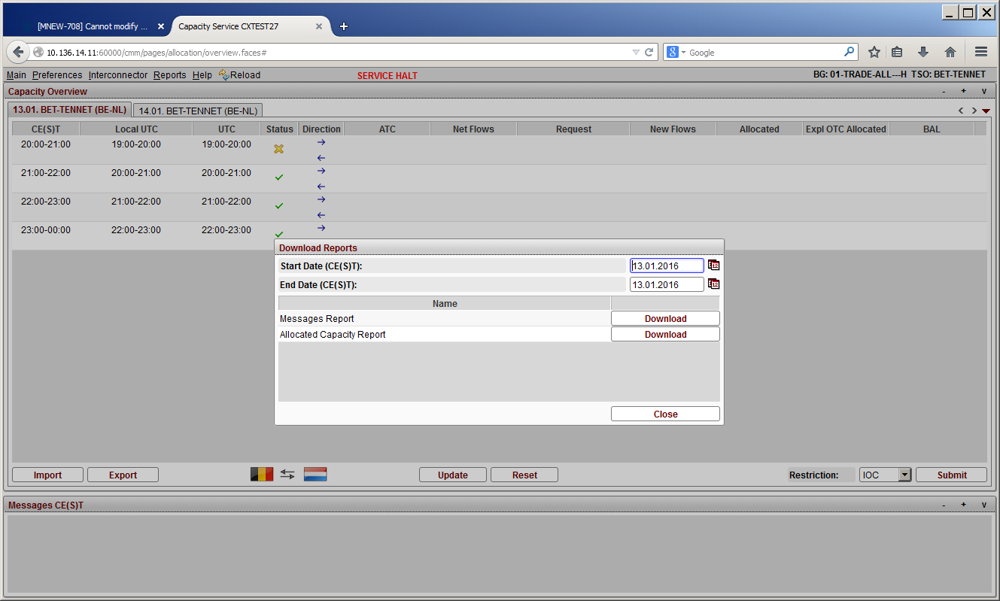 [MNEW-708] Cannot modify ... × Capacity Service CXTEST27 × +
10.136.14.11:60000/cmm/pages/allocation/overview.faces# 8 Google
Main Preferences Interconnector Reports Help Reload SERVICE HALT BG: 01-TRADE-ALL---H TSO: BET-TENNET
Capacity Overview - + v
13.01. BET-TENNET (BE-NL) 14.01. BET-TENNET (BE-NL)
CE(S)T Local UTC UTC Status Direction ATC Net Flows Request New Flows Allocated Expl OTC Allocated BAL
20:00-21:00 19:00-20:00 19:00-20:00
21:00-22:00 20:00-21:00 20:00-21:00
22:00-23:00 21:00-22:00 21:00-22:00
23:00-00:00 22:00-23:00 22:00-23:00
Download Reports
Start Date (CE(S)T): 13.01.2016 12
End Date (CE(S)T): 13.01.2016 12
Name
Messages Report Download
Allocated Capacity Report Download
Close
Import Export Update Reset Restriction: IOC Submit
Messages CE(S)T - + v